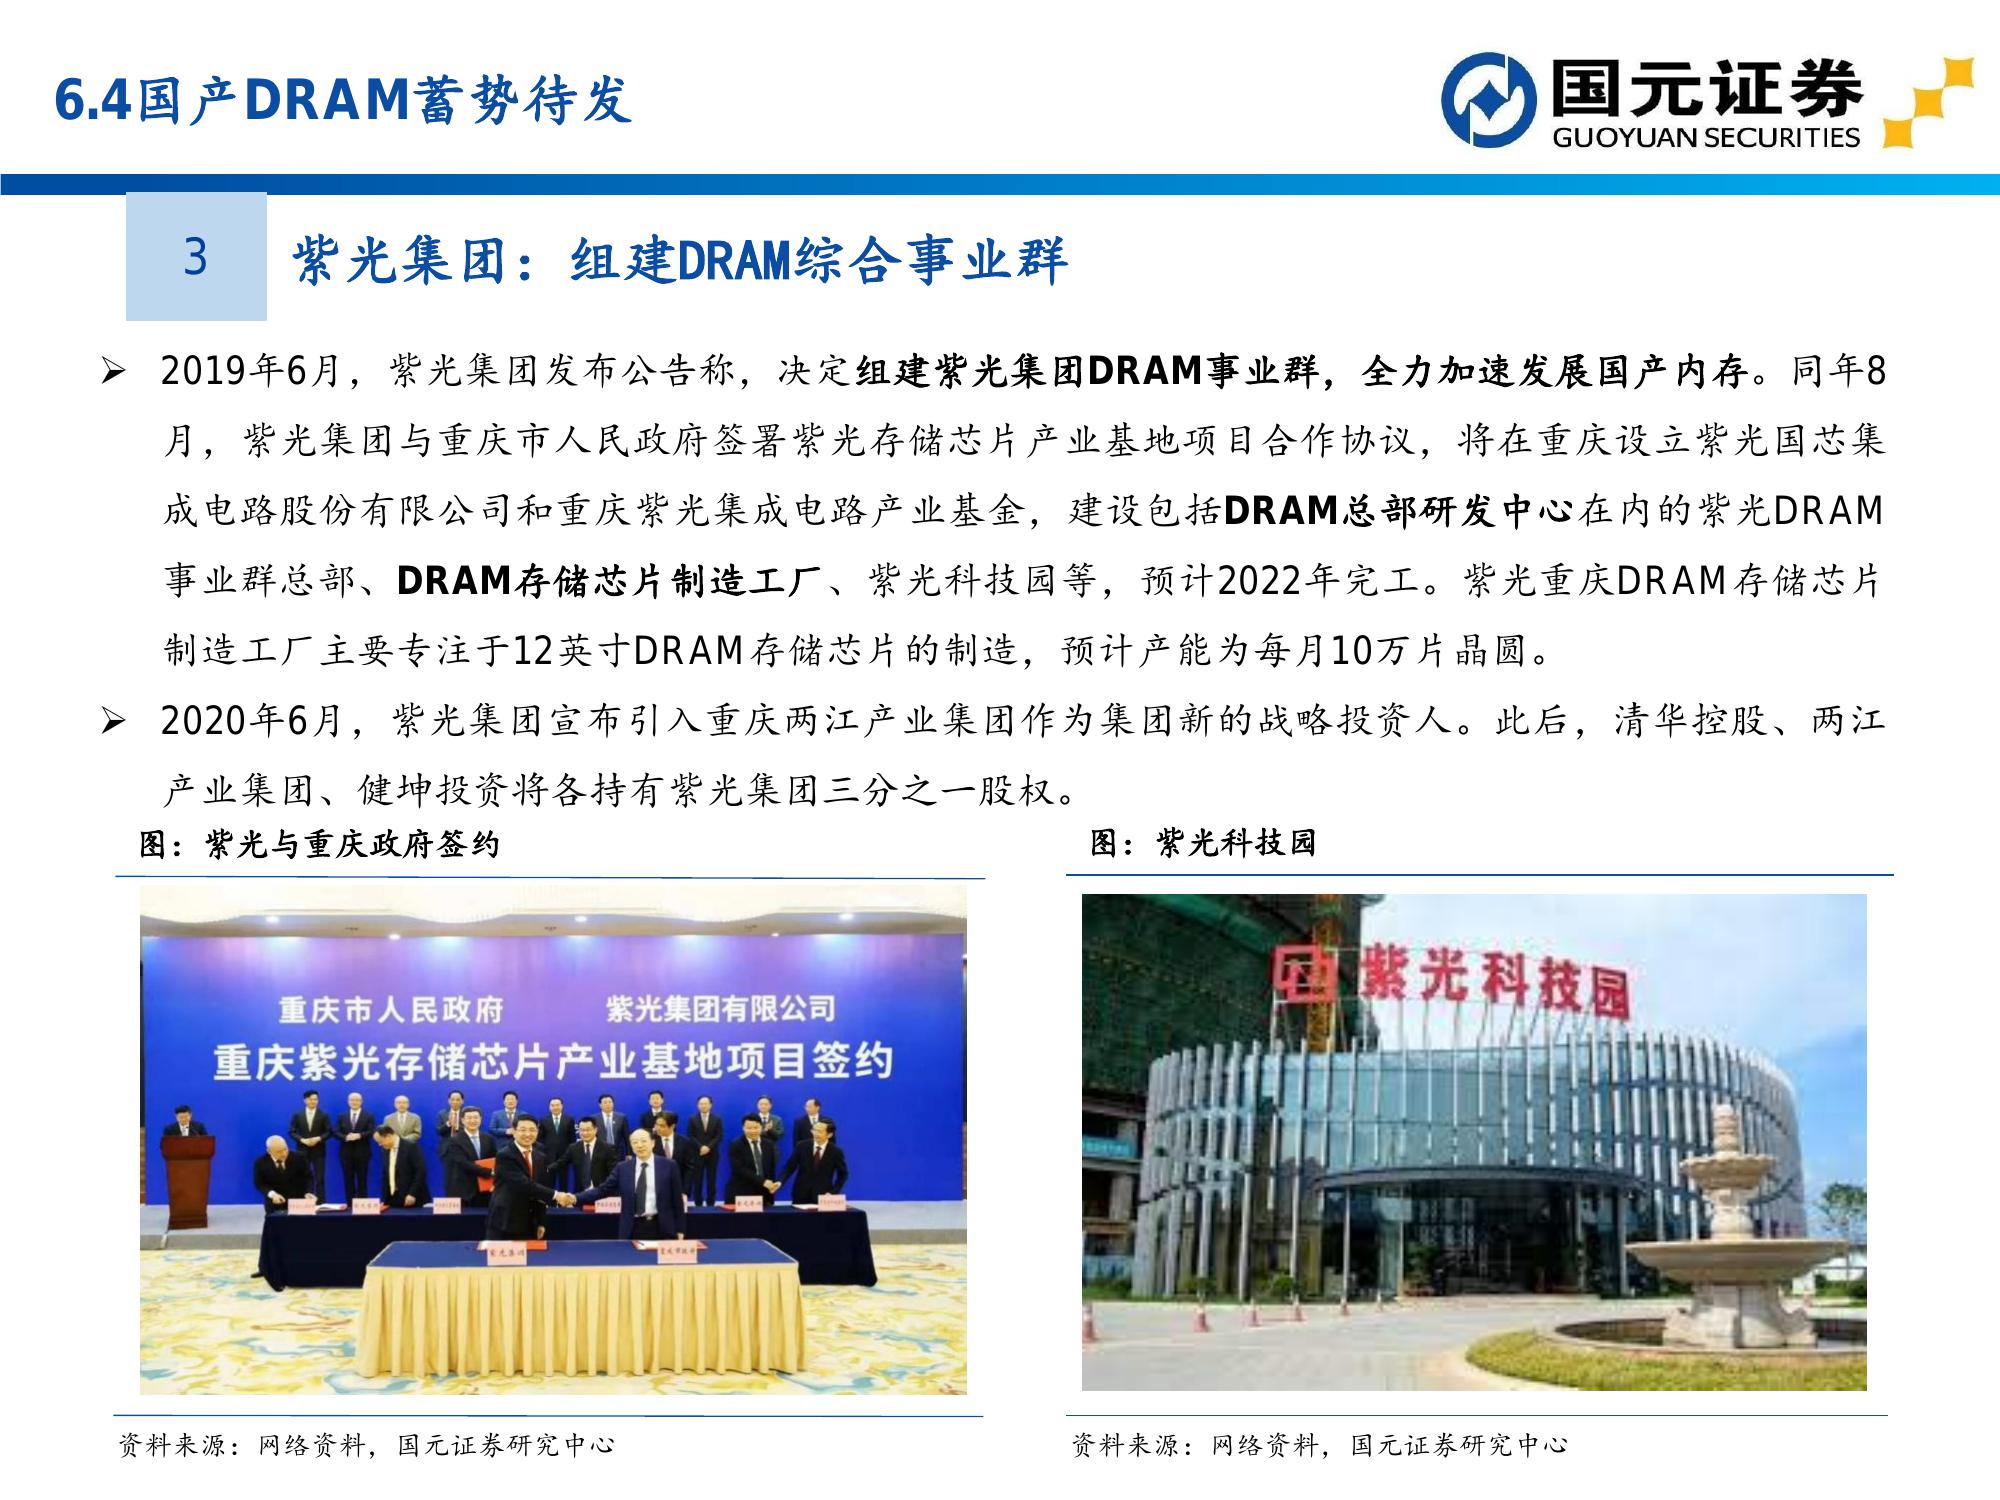 6.4国产DRAM蓄势待发
国元证券
GUOYUAN SECURITIES
3
紫光集团：组建DRAM综合事业群
➢ 2019年6月，紫光集团发布公告称，决定组建紫光集团DRAM事业群，全力加速发展国产内存。同年8
月，紫光集团与重庆市人民政府签署紫光存储芯片产业基地项目合作协议，将在重庆设立紫光国芯集
成电路股份有限公司和重庆紫光集成电路产业基金，建设包括DRAM总部研发中心在内的紫光DRAM
事业群总部、DRAM存储芯片制造工厂、紫光科技园等，预计2022年完工。紫光重庆DRAM存储芯片
制造工厂主要专注于12英寸DRAM存储芯片的制造，预计产能为每月10万片晶圆。
➢ 2020年6月，紫光集团宣布引入重庆两江产业集团作为集团新的战略投资人。此后，清华控股、两江
产业集团、健坤投资将各持有紫光集团三分之一股权。
图：紫光与重庆政府签约
图：紫光科技园
重庆市人民政府 紫光集团有限公司
重庆紫光存储芯片产业基地项目签约
紫光集团
紫光科技园
资料来源：网络资料，国元证券研究中心
资料来源：网络资料，国元证券研究中心